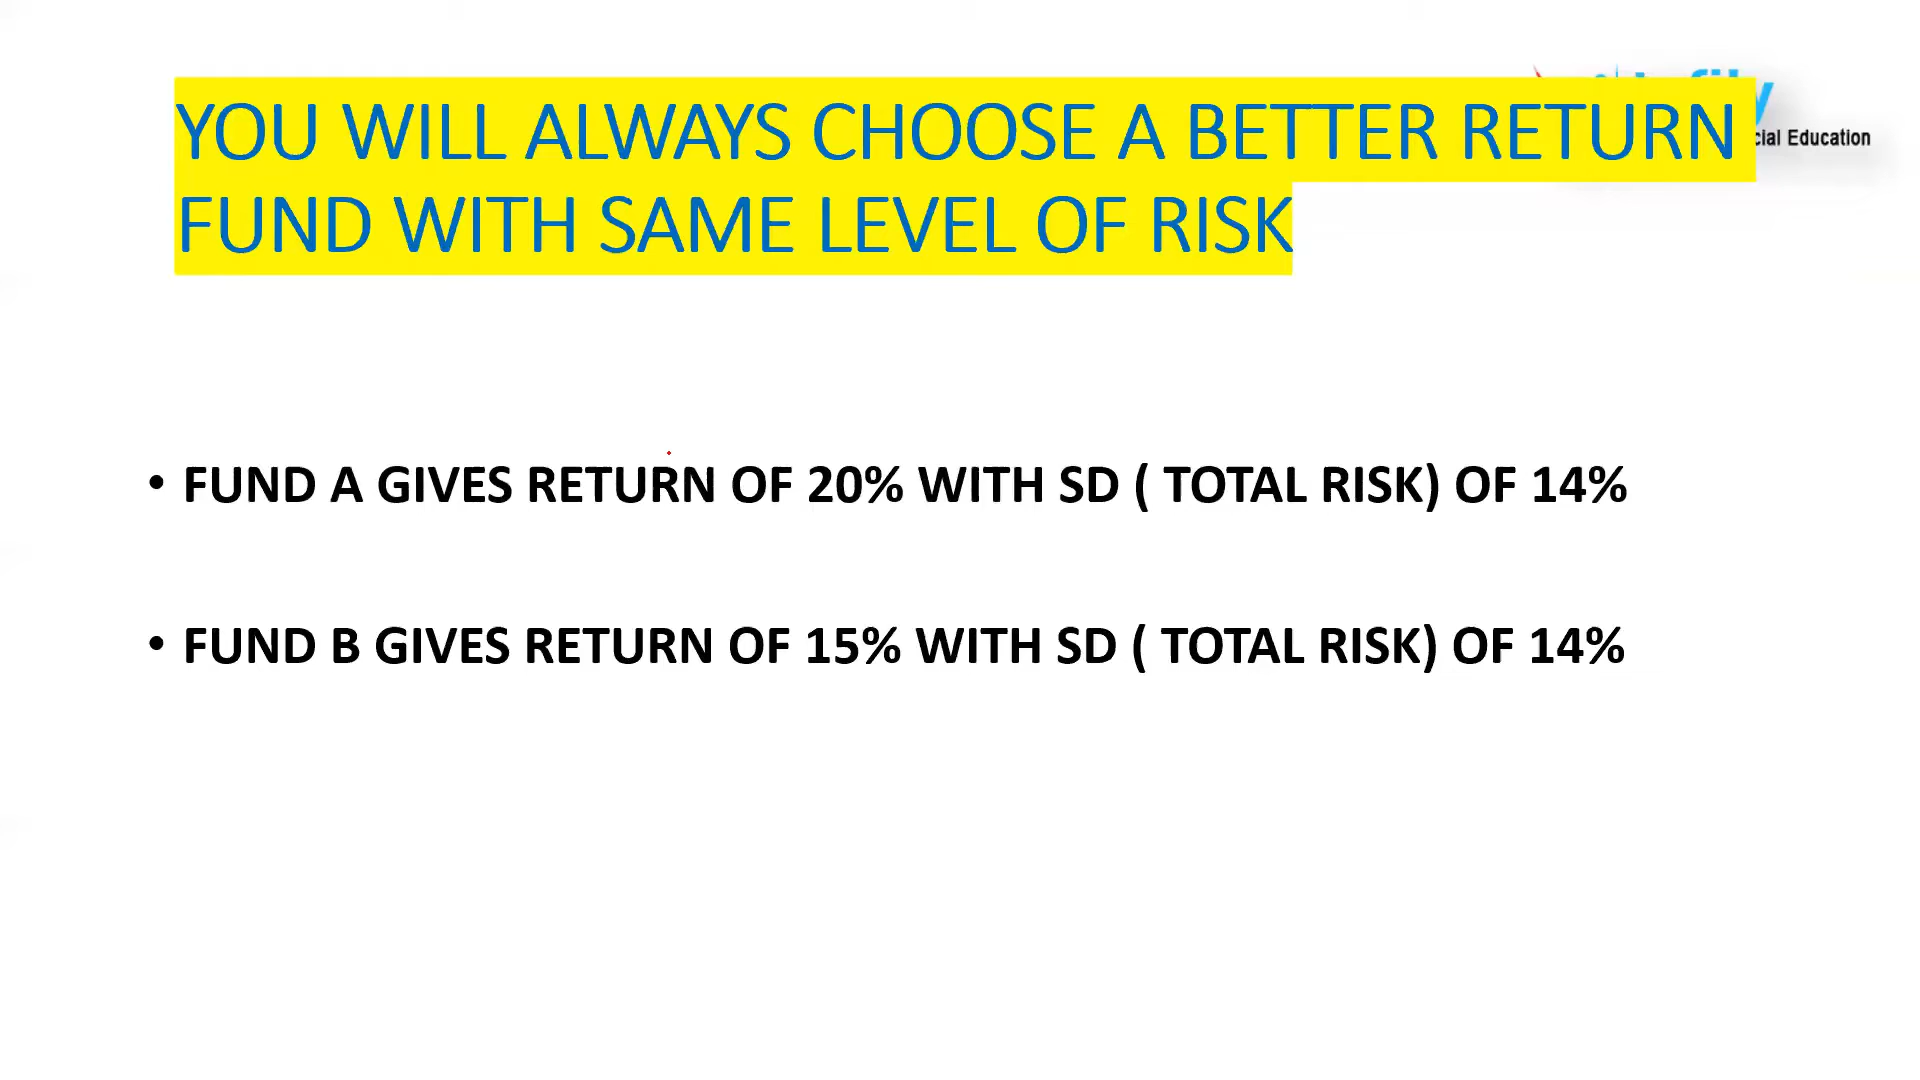 YOU WILL ALWAYS CHOOSE A BETTER RETURN
FUND WITH SAME LEVEL OF RISK
Education
• FUND A GIVES RETURN OF 20% WITH SD ( TOTAL RISK) OF 14%
• FUND B GIVES RETURN OF 15% WITH SD ( TOTAL RISK) OF 14%